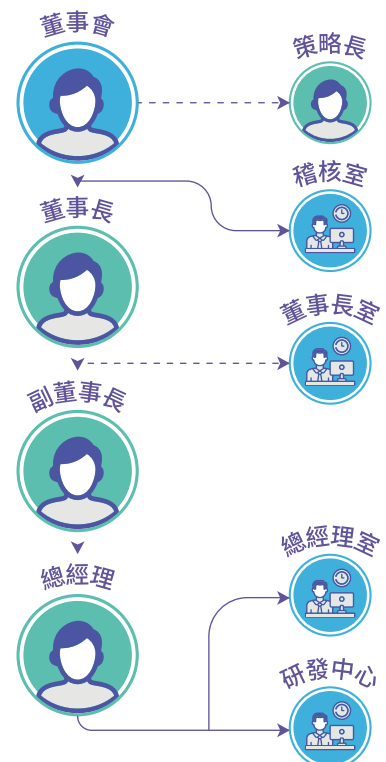 董事會
策略長
稽核室
董事長
董事長室
副董事長
總經理室
總經理
研發中心